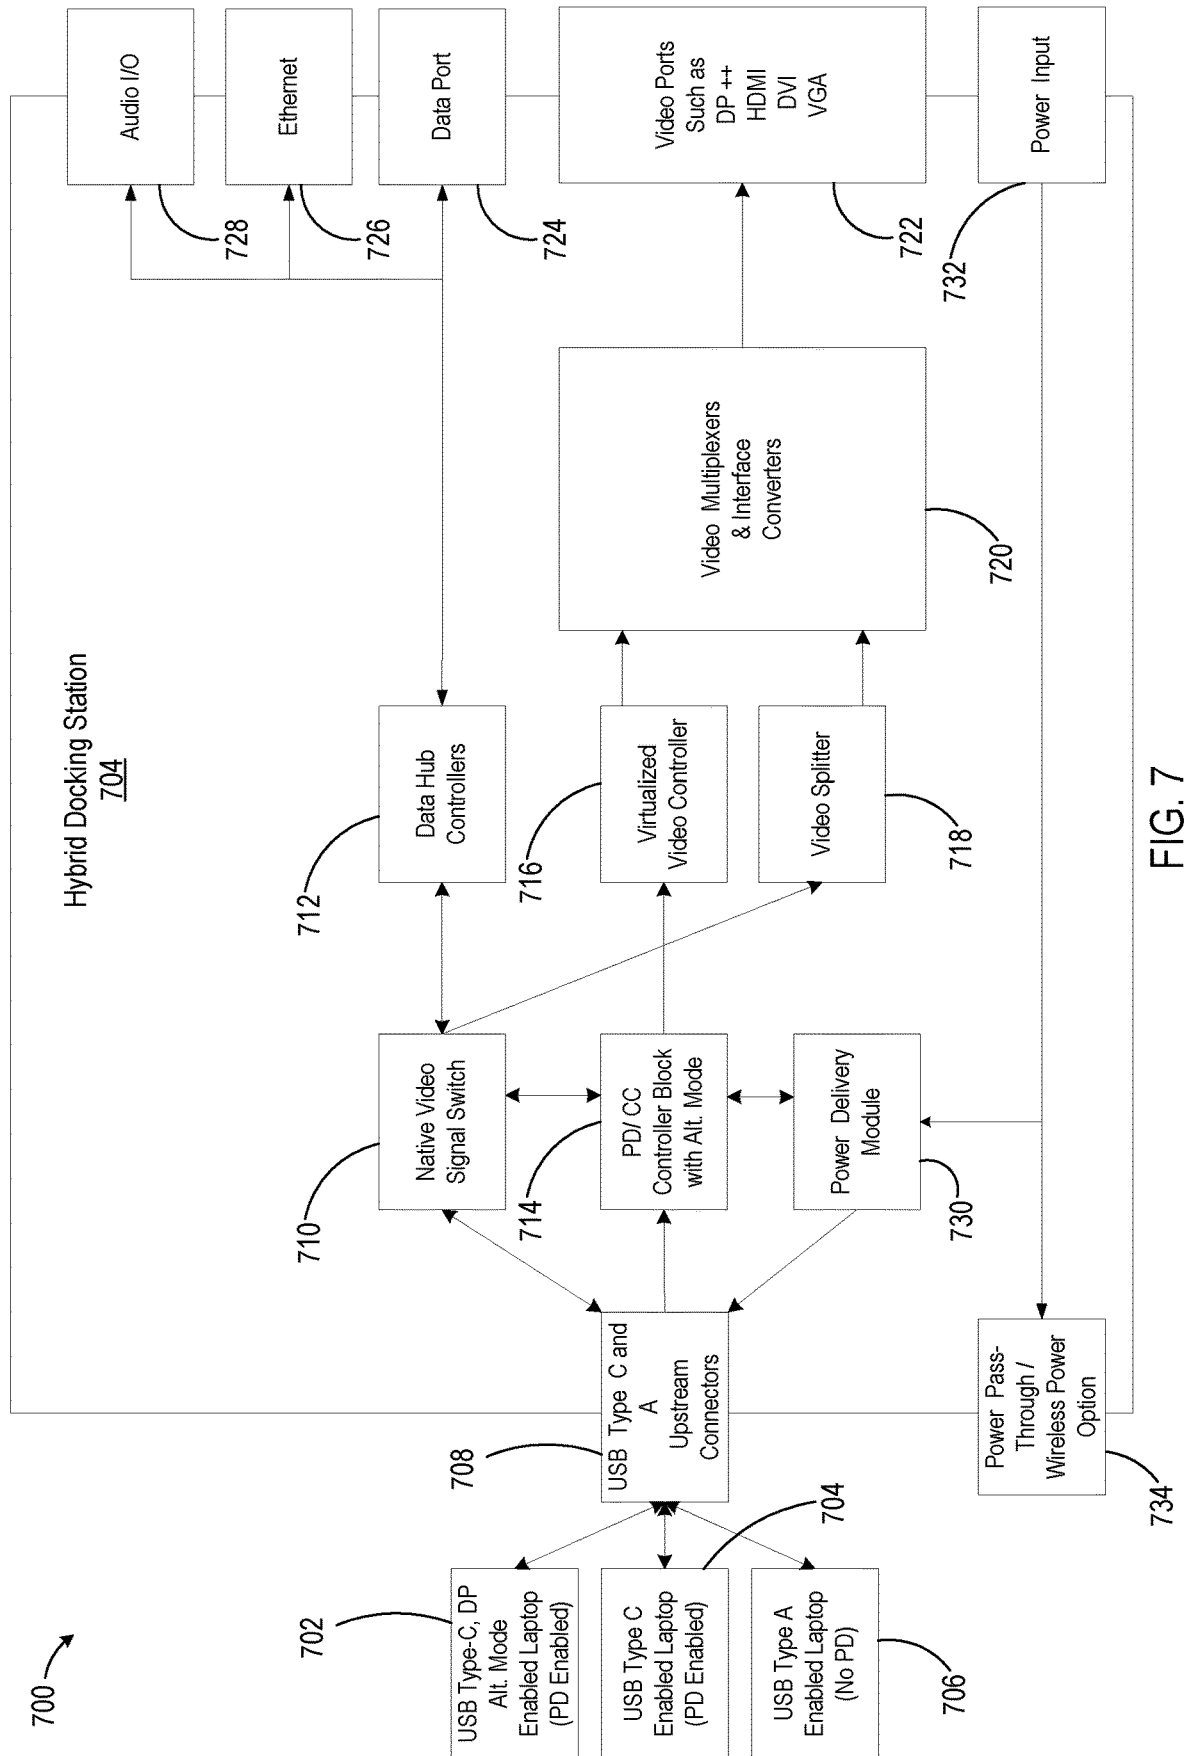 700
702
USB Type-C, DP
Alt. Mode
Enabled Laptop
(PD Enabled)
USB Type C
Enabled Laptop
(PD Enabled)
704
USB Type A
Enabled Laptop
(No PD)
706
708
USB Type C and
A
Upstream
Connectors
Power Pass-
Through /
Wireless Power
Option
734
Hybrid Docking Station
704
710
Native Video
Signal Switch
714
PD/ CC
Controller Block
with Alt. Mode
Power Delivery
Module
730
712
Data Hub
Controllers
716
Virtualized
Video Controller
Video Splitter
718
Video Multiplexers
& Interface
Converters
720
Audio I/O
728
Ethernet
726
Data Port
724
Video Ports
Such as
DP ++
HDMI
DVI
VGA
722
Power Input
732
FIG. 7